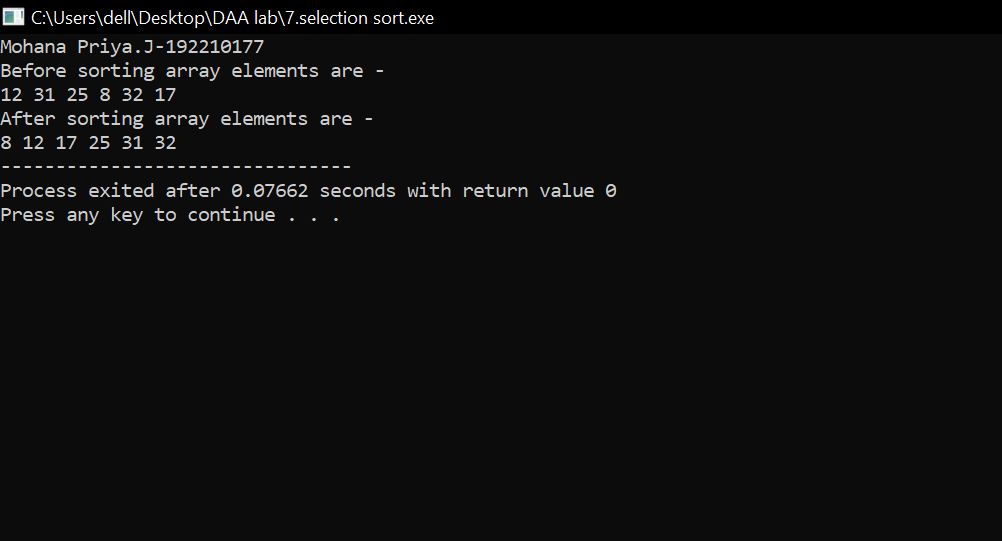 C:\Users\dell\Desktop\DAA lab\7.selection sort.exe
Mohana Priya.J-192210177
Before sorting array elements are -
12 31 25 8 32 17
After sorting array elements are -
8 12 17 25 31 32
--------------------------------
Process exited after 0.07662 seconds with return value 0
Press any key to continue . . .